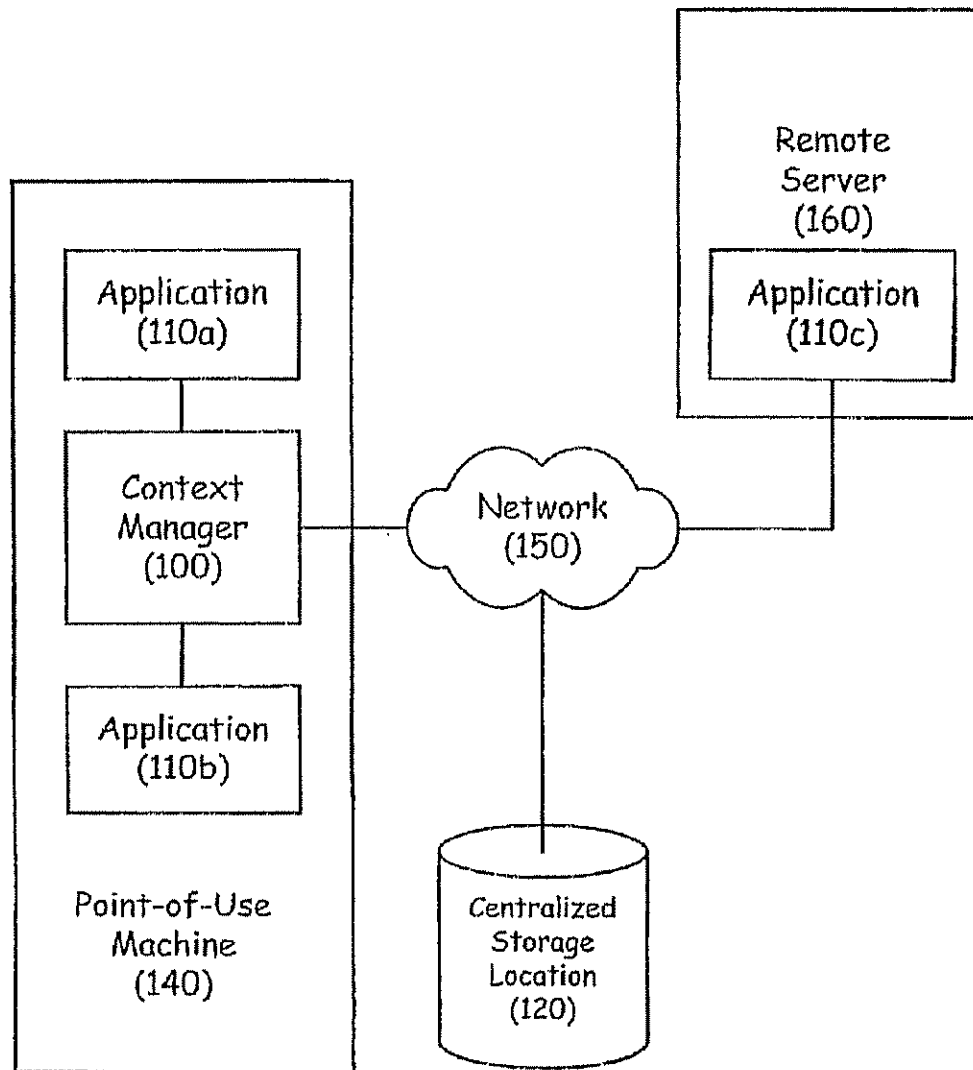 Remote
Server
(160)
Application
(110c)
Application
(110a)
Context
Manager
(100)
Application
(110b)
Point-of-Use
Machine
(140)
Network
(150)
Centralized
Storage
Location
(120)